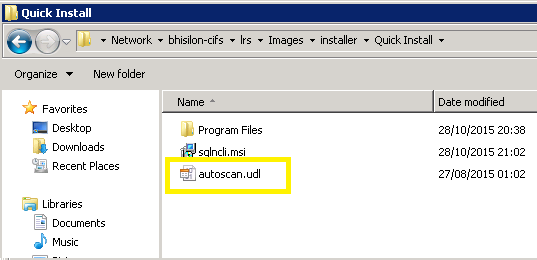 Quick Install
Network bhisilon-cifs lrs Images installer Quick Install
Organize New folder
Favorites
Desktop
Downloads
Recent Places
Libraries
Documents
Music
Name Date modified
Program Files 28/10/2015 20:38
sqlncli.msi 28/10/2015 21:02
autoscan.udl 27/08/2015 01:02